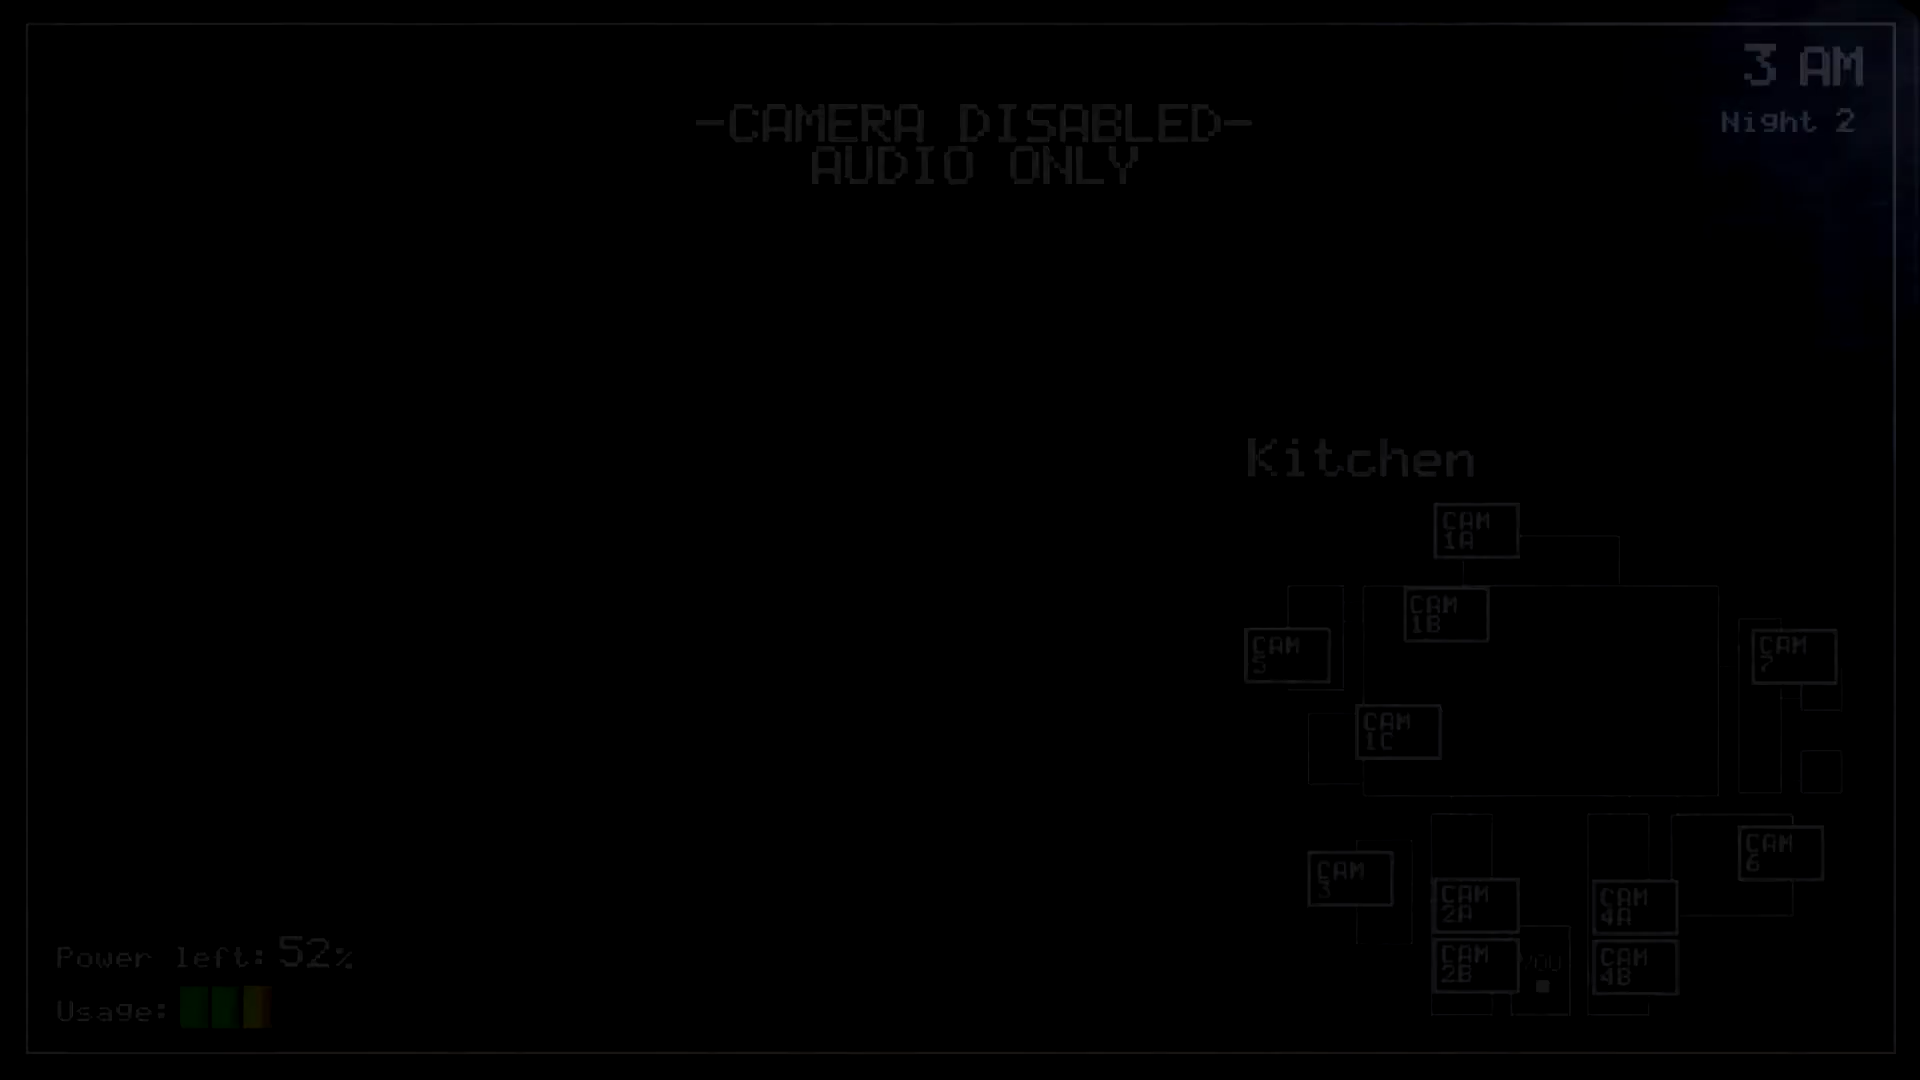 3 AM
-CAMERA DISABLED-
Night 2
AUDIO ONLY
Kitchen
CAM
1A
CAM
1B
CAM
5
CAM
7
CAM
1C
CAM
6
CAM
3
CAM
2A
CAM
4A
Power left: 52%
CAM
2B
YOU
CAM
4B
Usage: